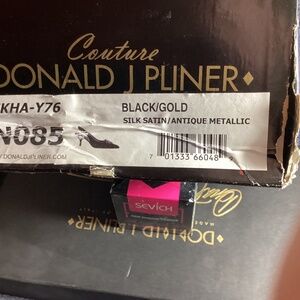 Couture
DONALD J PLINER
KHA-Y76
BLACK/GOLD
SILK SATIN/ANTIQUE METALLIC
N085
DONALDJPLINER.COM
7 01333 66048
SEVICH
DONALD J PLINER